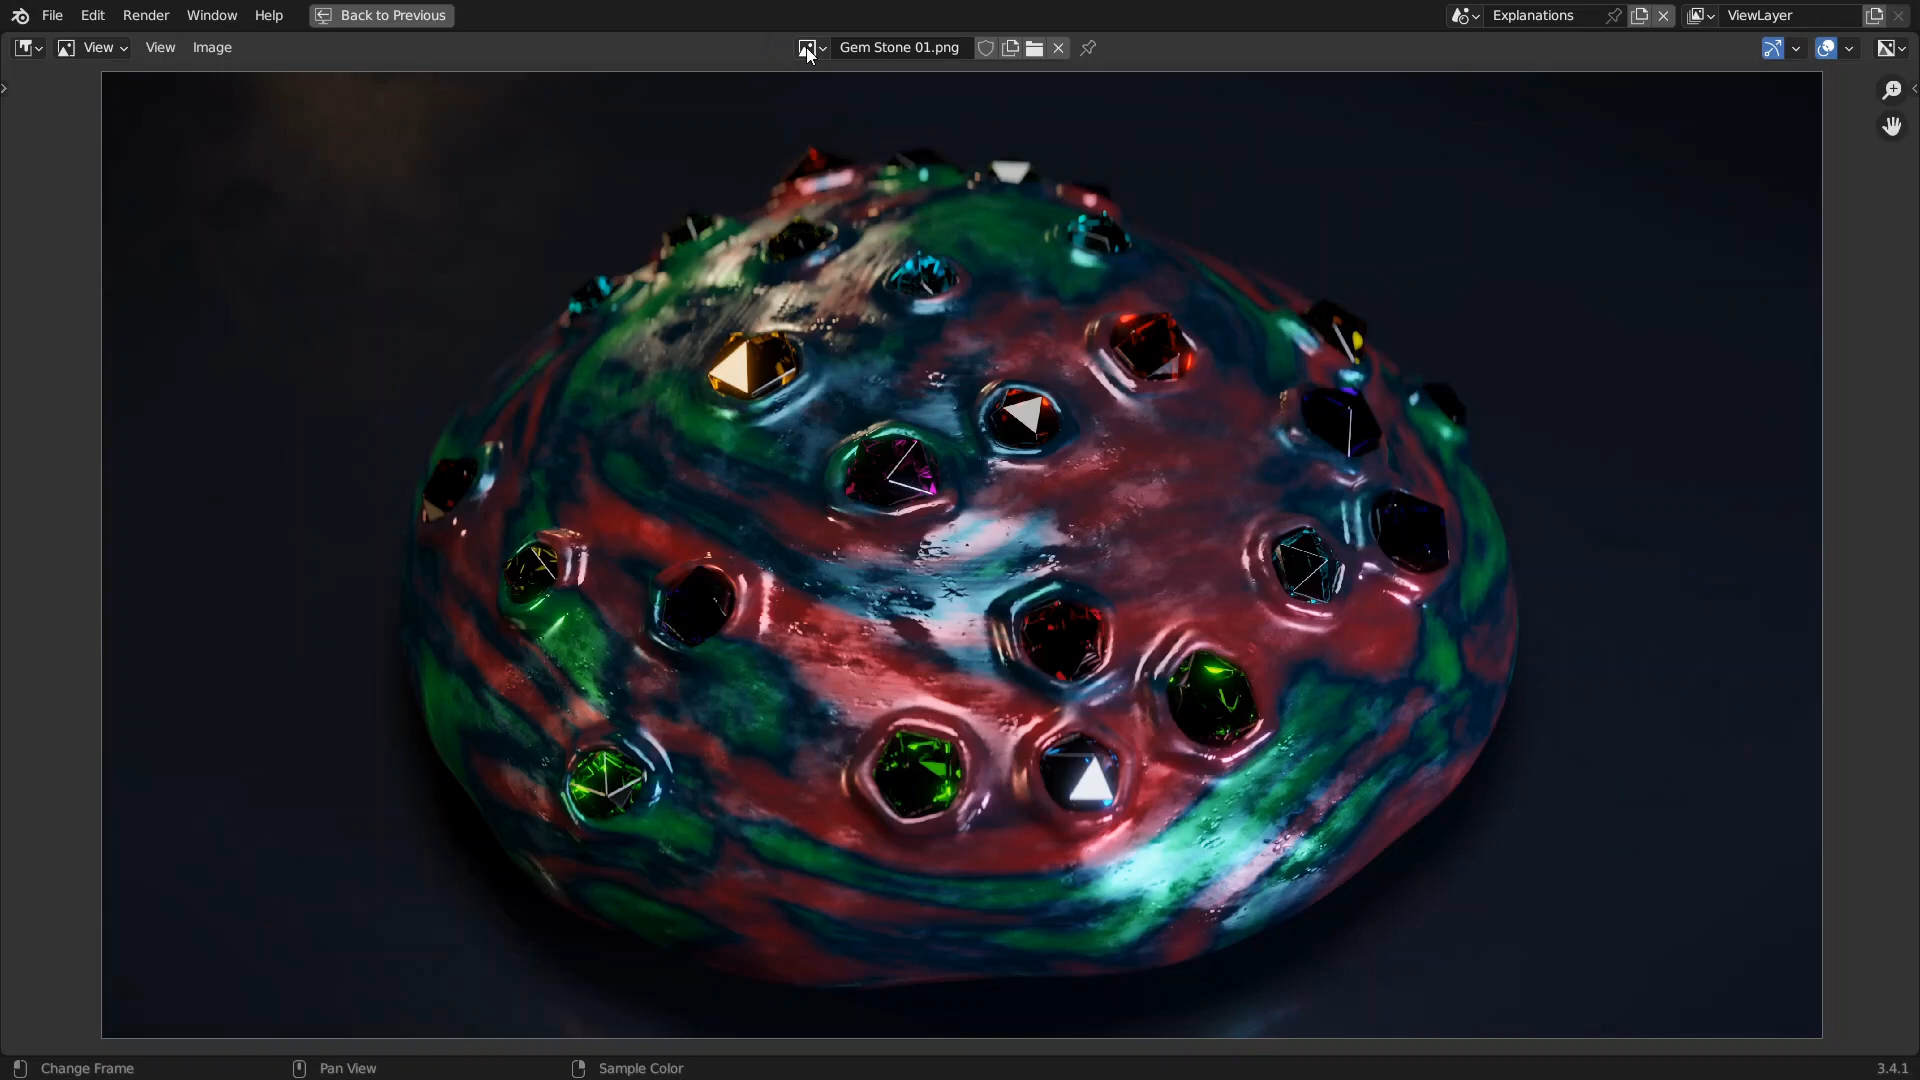 File Edit Render Window Help Back to Previous Explanations ViewLayer
View View Image Gem Stone 01.png
Change Frame Pan View Sample Color 3.4.1